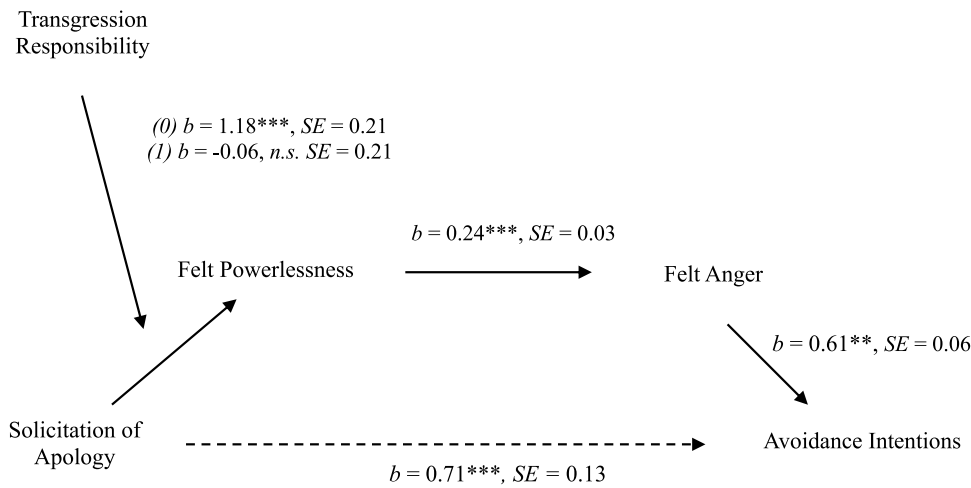 Transgression
Responsibility
(0) b = 1.18***, SE = 0.21
(1) b = -0.06, n.s. SE = 0.21
b = 0.24***, SE = 0.03
Felt Powerlessness
Felt Anger
b = 0.61**, SE = 0.06
Solicitation of
Apology
Avoidance Intentions
b = 0.71***, SE = 0.13